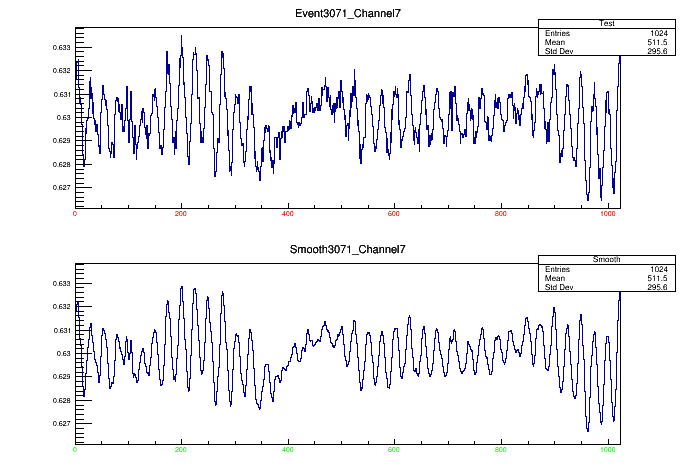 Event3071_Channel7
Test
Entries 1024
Mean 511.5
Std Dev 295.6
0.633
0.632
0.631
0.63
0.629
0.628
0.627
0 200 400 600 800 1000
Smooth3071_Channel7
Smooth
Entries 1024
Mean 511.5
Std Dev 295.6
0.633
0.632
0.631
0.63
0.629
0.628
0.627
0 200 400 600 800 1000